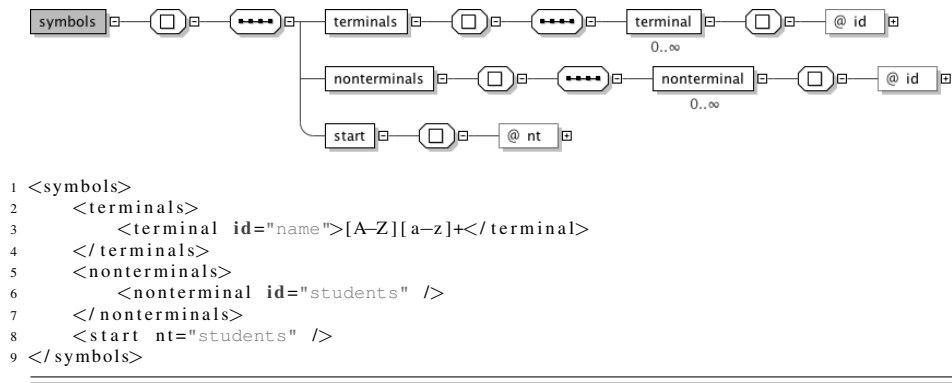 symbols terminals terminal @ id
0..∞
nonterminals nonterminal @ id
0..∞
start @ nt
1 <symbols>
2 <terminals>
3 <terminal id="name">[A–Z][a–z]+</terminal>
4 </terminals>
5 <nonterminals>
6 <nonterminal id="students" />
7 </nonterminals>
8 <start nt="students" />
9 </symbols>